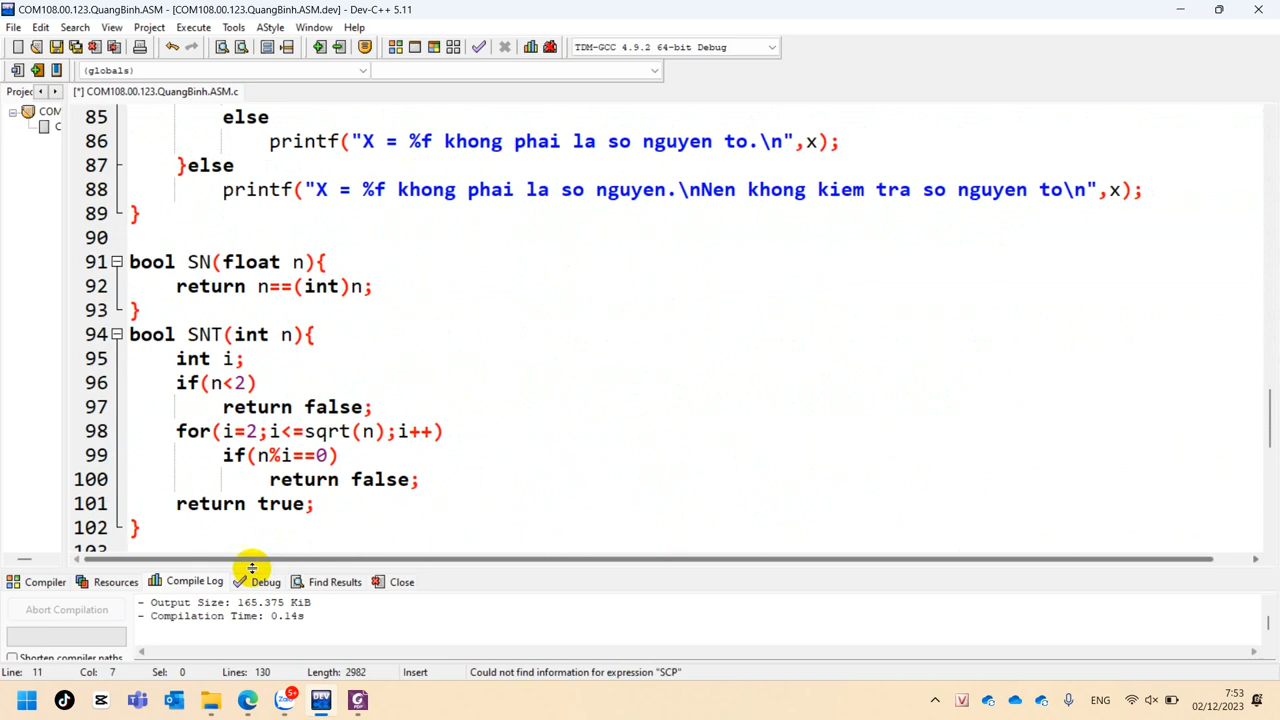 COM108.00.123.QuangBinh.ASM - [COM108.00.123.QuangBinh.ASM.dev] - Dev-C++ 5.11
File Edit Search View Project Execute Tools AStyle Window Help
TDM-GCC 4.9.2 64-bit Debug
(globals)
Projec [*] COM108.00.123.QuangBinh.ASM.c
COM
C
85 else
86 printf("X = %f khong phai la so nguyen to.\n",x);
87 }else
88 printf("X = %f khong phai la so nguyen.\nNen khong kiem tra so nguyen to\n",x);
89 }
90
91 bool SN(float n){
92 return n==(int)n;
93 }
94 bool SNT(int n){
95 int i;
96 if(n<2)
97 return false;
98 for(i=2;i<=sqrt(n);i++)
99 if(n%i==0)
100 return false;
101 return true;
102 }
103
Compiler Resources Compile Log Debug Find Results Close
Abort Compilation
- Output Size: 165.375 KiB
- Compilation Time: 0.14s
Shorten compiler paths
Line: 11 Col: 7 Sel: 0 Lines: 130 Length: 2982 Insert Could not find information for expression "SCP"
Zalo 5+ DEV PDF V ENG 7:53
02/12/2023